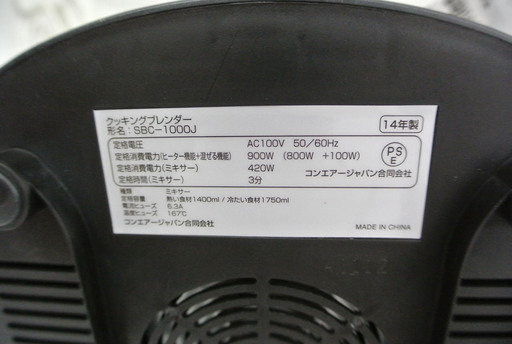 クッキングブレンダー
形名：SBC-1000J
14年製
定格電圧 AC100V 50／60Hz
定格消費電力(ヒーター機能+混ぜる機能) 900W (800W +100W)
定格消費電力(ミキサー) 420W コンエアージャパン合同会社
定格時間(ミキサー) 3分
PS
E
種類 ミキサー
定格容量 熱い食材1400ml / 冷たい食材1750ml
電流ヒューズ 6.3A
温度ヒューズ 167℃
コンエアージャパン合同会社
MADE IN CHINA